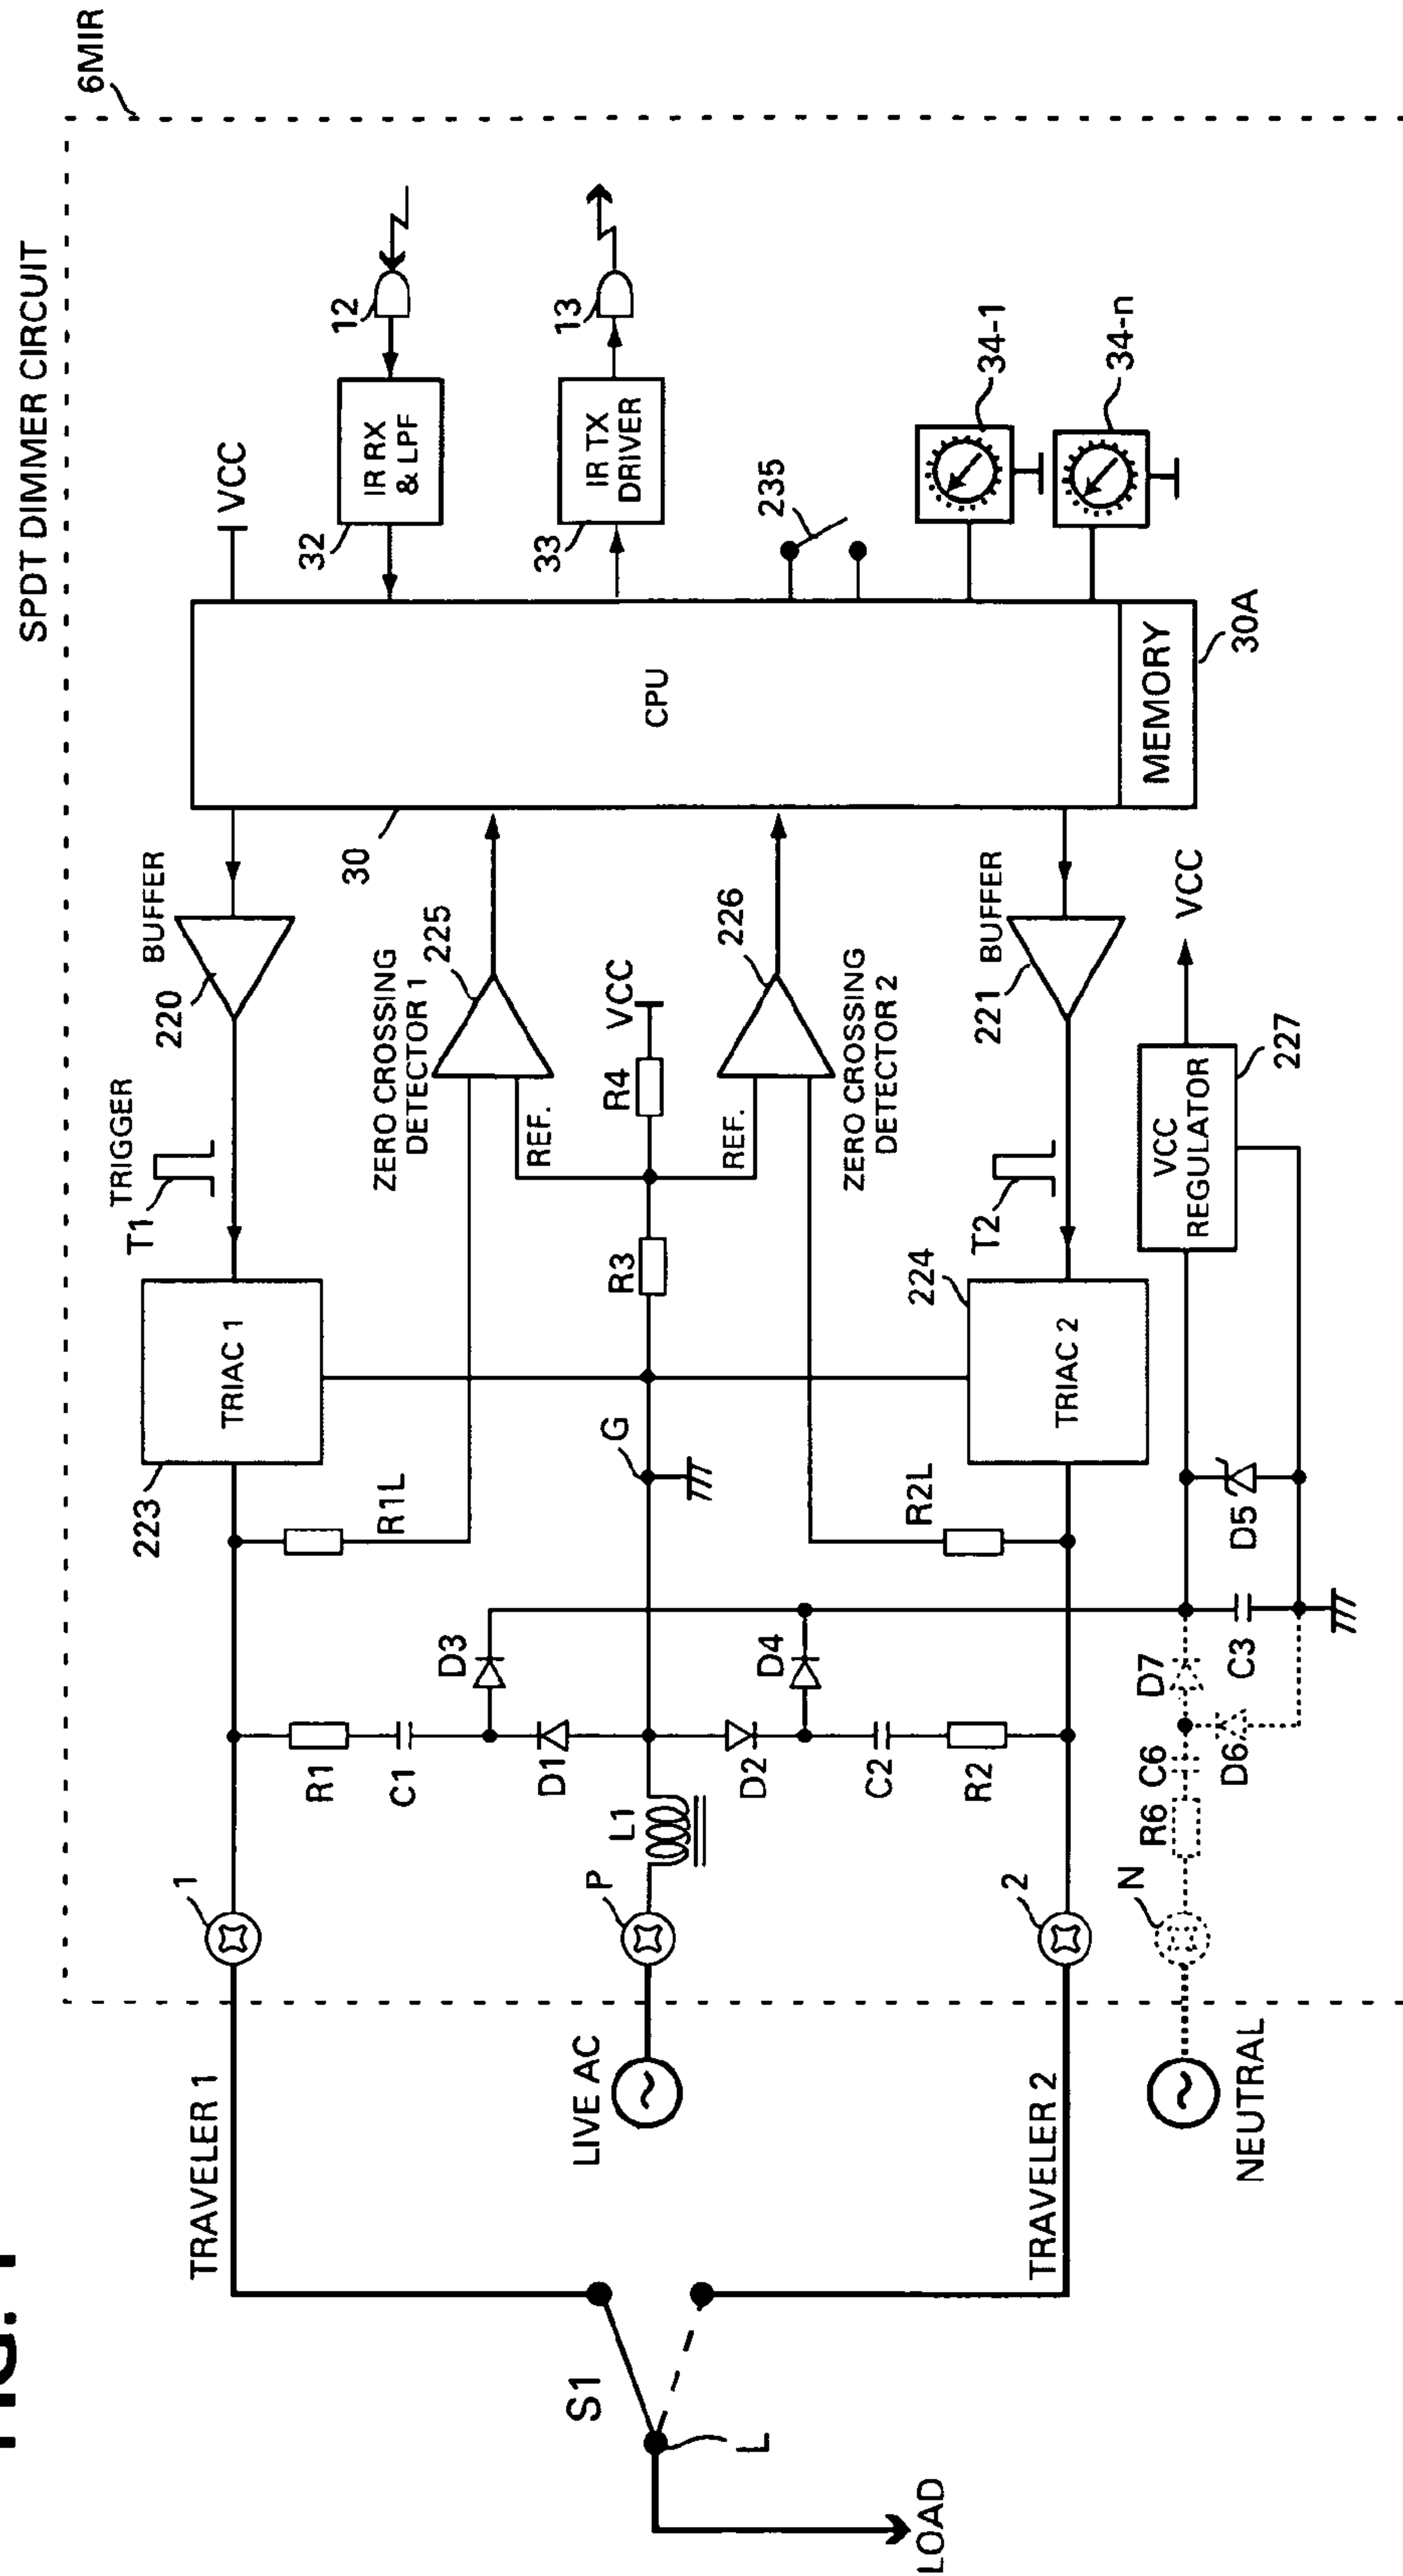 SPDT DIMMER CIRCUIT
6MIR
TRAVELER 1
1
R1
C1
D1
D3
223
R1L
TRIAC 1
T1
TRIGGER
220
BUFFER
VCC
ZERO CROSSING
DETECTOR 1
225
REF.
30
32
IR RX
& LPF
12
33
IR TX
DRIVER
13
S1
L
LOAD
LIVE AC
P
L1
G
R3
R4
VCC
CPU
235
D2
D4
C2
R2
R2L
REF.
226
ZERO CROSSING
DETECTOR 2
34-1
34-n
TRAVELER 2
2
224
TRIAC 2
T2
221
BUFFER
MEMORY
30A
NEUTRAL
N
R6
C6
D7
D6
C3
D5
VCC
REGULATOR
227
VCC